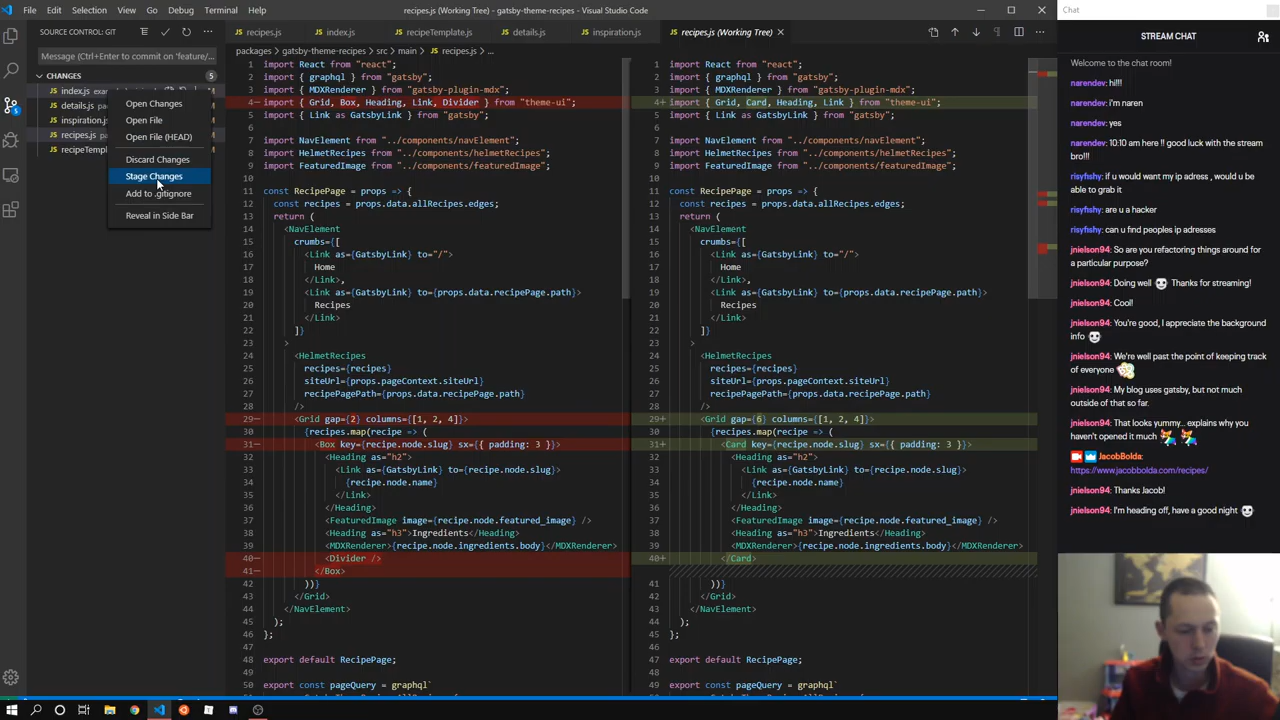 File Edit Selection View Go Debug Terminal Help
recipes.js (Working Tree) - gatsby-theme-recipes - Visual Studio Code
SOURCE CONTROL: GIT
Message (Ctrl+Enter to commit on 'feature/...
CHANGES 5
index.js
details.js
inspiration.js
recipes.js
recipeTempl
M
Open Changes
Open File
Open File (HEAD)
Discard Changes
Stage Changes
Add to .gitignore
Reveal in Side Bar
recipes.js index.js recipeTemplate.js details.js inspiration.js recipes.js (Working Tree)
packages > gatsby-theme-recipes > src > main > recipes.js > ...
1 import React from "react";
2 import { graphql } from "gatsby";
3 import { MDXRenderer } from "gatsby-plugin-mdx";
4- import { Grid, Box, Heading, Link, Divider } from "theme-ui";
5 import { Link as GatsbyLink } from "gatsby";
6
7 import NavElement from "../components/navElement";
8 import HelmetRecipes from "../components/helmetRecipes";
9 import FeaturedImage from "../components/featuredImage";
10
11 const RecipePage = props => {
12 const recipes = props.data.allRecipes.edges;
13 return (
14 <NavElement
15 crumbs={[
16 <Link as={GatsbyLink} to="/">
17 Home
18 </Link>,
19 <Link as={GatsbyLink} to={props.data.recipePage.path}>
20 Recipes
21 </Link>
22 ]}
23 >
24 <HelmetRecipes
25 recipes={recipes}
26 siteUrl={props.pageContext.siteUrl}
27 recipePagePath={props.data.recipePage.path}
28 />
29- <Grid gap={2} columns={[1, 2, 4]}>
30 {recipes.map(recipe => (
31- <Box key={recipe.node.slug} sx={{ padding: 3 }}>
32 <Heading as="h2">
33 <Link as={GatsbyLink} to={recipe.node.slug}>
34 {recipe.node.name}
35 </Link>
36 </Heading>
37 <FeaturedImage image={recipe.node.featured_image} />
38 <Heading as="h3">Ingredients</Heading>
39 <MDXRenderer>{recipe.node.ingredients.body}</MDXRenderer>
40- <Divider />
41- </Box>
42 ))}
43 </Grid>
44 </NavElement>
45 );
46 };
47
48 export default RecipePage;
49
50 export const pageQuery = graphql`
1 import React from "react";
2 import { graphql } from "gatsby";
3 import { MDXRenderer } from "gatsby-plugin-mdx";
4+ import { Grid, Card, Heading, Link } from "theme-ui";
5 import { Link as GatsbyLink } from "gatsby";
6
7 import NavElement from "../components/navElement";
8 import HelmetRecipes from "../components/helmetRecipes";
9 import FeaturedImage from "../components/featuredImage";
10
11 const RecipePage = props => {
12 const recipes = props.data.allRecipes.edges;
13 return (
14 <NavElement
15 crumbs={[
16 <Link as={GatsbyLink} to="/">
17 Home
18 </Link>,
19 <Link as={GatsbyLink} to={props.data.recipePage.path}>
20 Recipes
21 </Link>
22 ]}
23 >
24 <HelmetRecipes
25 recipes={recipes}
26 siteUrl={props.pageContext.siteUrl}
27 recipePagePath={props.data.recipePage.path}
28 />
29+ <Grid gap={6} columns={[1, 2, 4]}>
30 {recipes.map(recipe => (
31+ <Card key={recipe.node.slug} sx={{ padding: 3 }}>
32 <Heading as="h2">
33 <Link as={GatsbyLink} to={recipe.node.slug}>
34 {recipe.node.name}
35 </Link>
36 </Heading>
37 <FeaturedImage image={recipe.node.featured_image} />
38 <Heading as="h3">Ingredients</Heading>
39 <MDXRenderer>{recipe.node.ingredients.body}</MDXRenderer>
40+ </Card>
41 ))}
42 </Grid>
43 </NavElement>
44 );
45 };
46
47 export default RecipePage;
48
49 export const pageQuery = graphql`
Chat
STREAM CHAT
Welcome to the chat room!
narendev: hi!!!
narendev: i'm naren
narendev: yes
narendev: 10:10 am here !! good luck with the stream
bro!!!
risyfishy: if u would want my ip adress , would u be
able to grab it
risyfishy: are u a hacker
risyfishy: can u find peoples ip adresses
jnielson94: So are you refactoring things around for
a particular purpose?
jnielson94: Doing well Thanks for streaming!
jnielson94: Cool!
jnielson94: You're good, I appreciate the background
info
jnielson94: We're well past the point of keeping track
of everyone
jnielson94: My blog uses gatsby, but not much
outside of that so far.
jnielson94: That looks yummy... explains why you
haven't opened it much
JacobBolda:
https://www.jacobbolda.com/recipes/
jnielson94: Thanks Jacob!
jnielson94: I'm heading off, have a good night